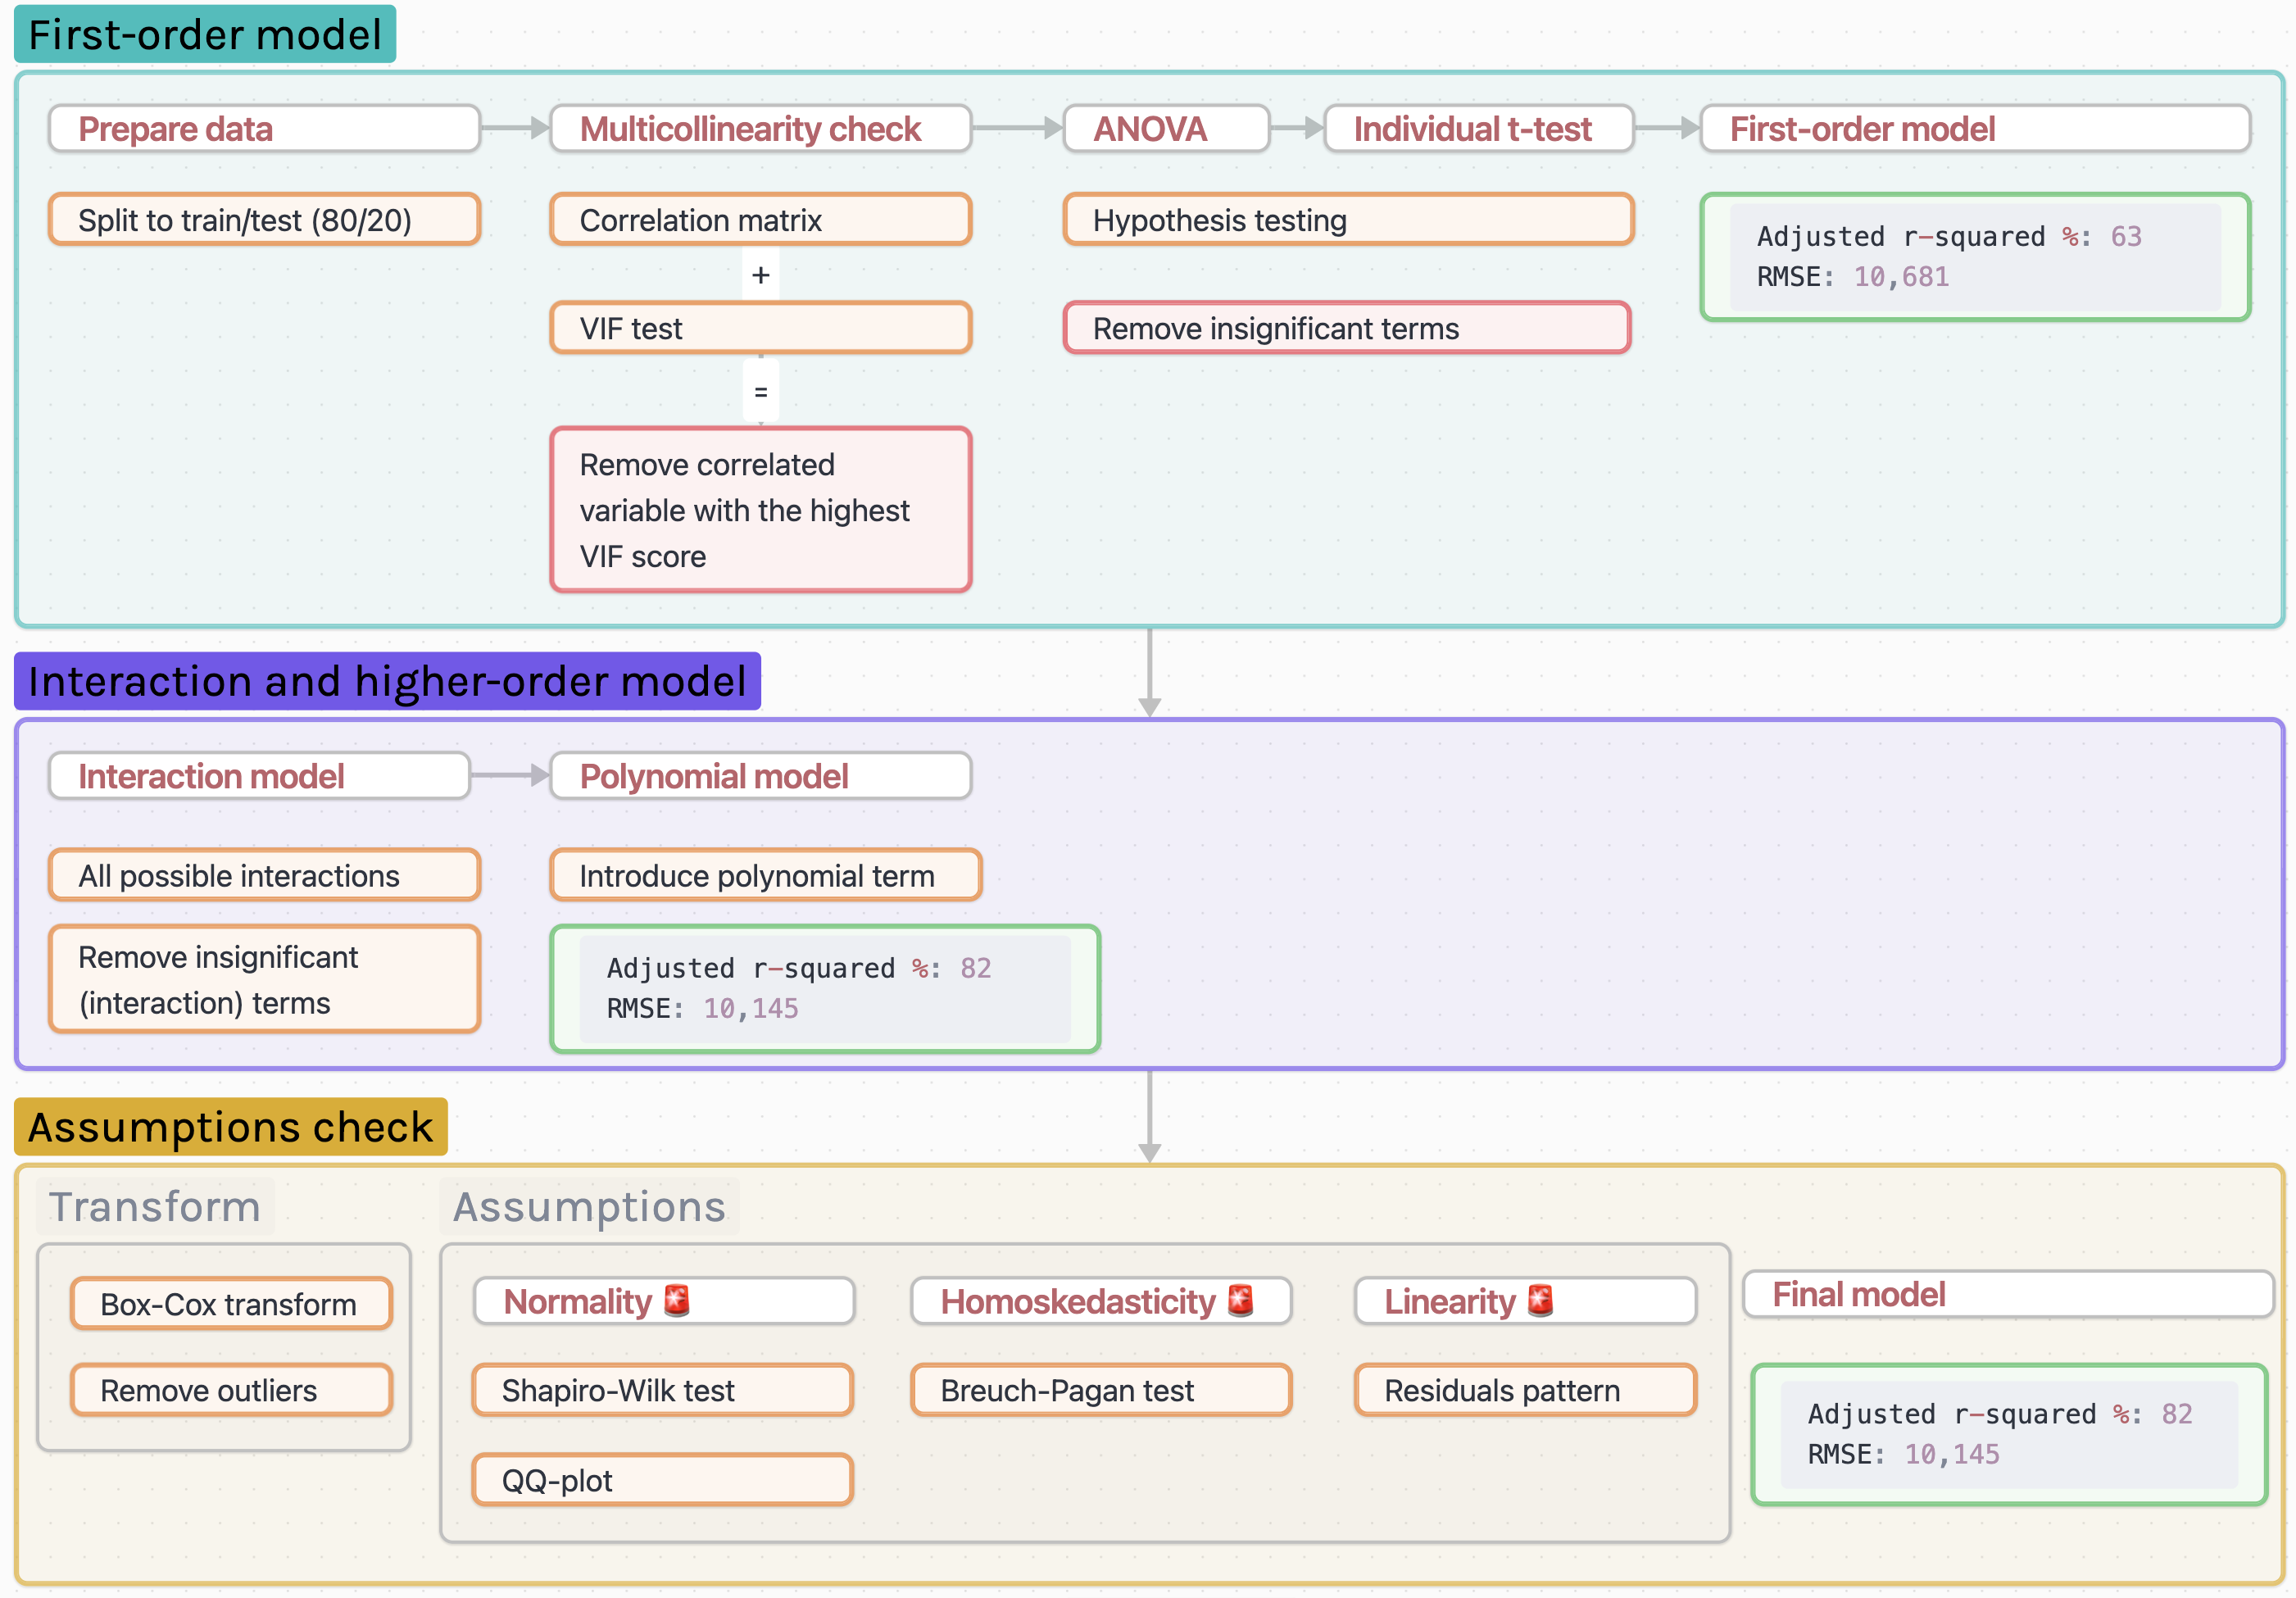 First-order model
Prepare data
Multicollinearity check
ANOVA
Individual t-test
First-order model
Split to train/test (80/20)
Correlation matrix
Hypothesis testing
Adjusted r-squared %: 63
RMSE: 10,681
+
VIF test
Remove insignificant terms
=
Remove correlated
variable with the highest
VIF score
Interaction and higher-order model
Interaction model
Polynomial model
All possible interactions
Introduce polynomial term
Remove insignificant
(interaction) terms
Adjusted r-squared %: 82
RMSE: 10,145
Assumptions check
Transform
Assumptions
Box-Cox transform
Remove outliers
Normality 🚨
Homoskedasticity 🚨
Linearity 🚨
Final model
Shapiro-Wilk test
Breuch-Pagan test
Residuals pattern
QQ-plot
Adjusted r-squared %: 82
RMSE: 10,145